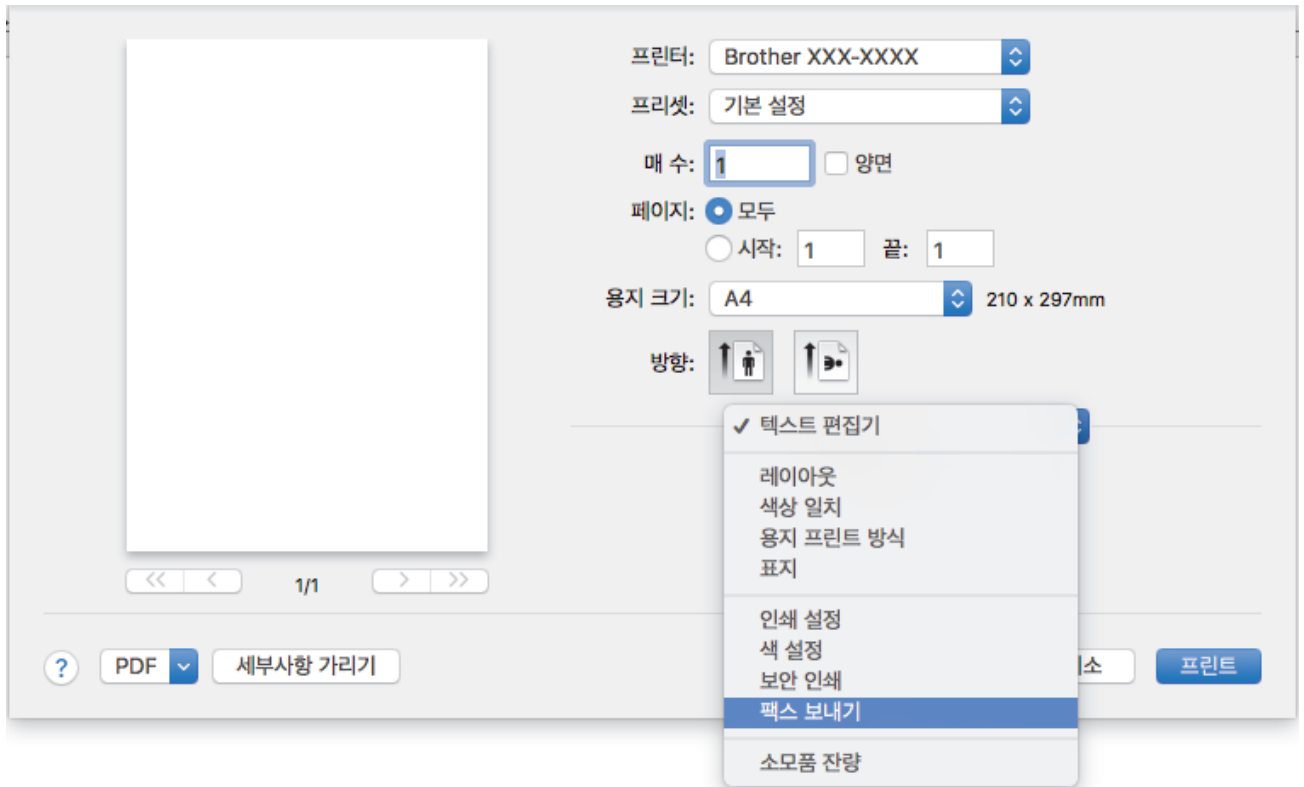 프린터: Brother XXX-XXXX
프리셋: 기본 설정
매 수: 1 양면
페이지: 모두
시작: 1 끝: 1
용지 크기: A4 210 x 297mm
방향:
✓ 텍스트 편집기
레이아웃
색상 일치
용지 프린트 방식
표지
1/1
인쇄 설정
색 설정
보안 인쇄
팩스 보내기
소모품 잔량
? PDF 세부사항 가리기 프린트